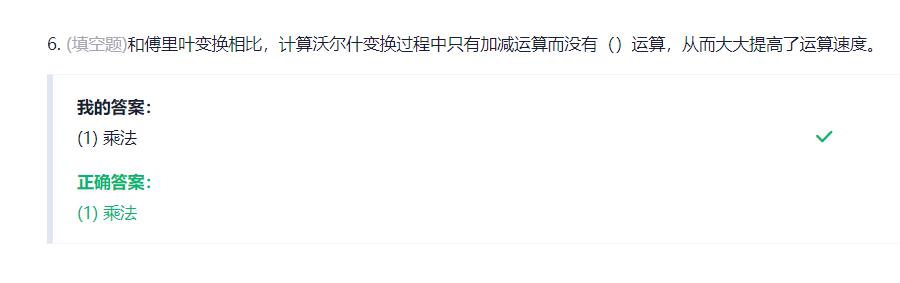 6. (填空题)和傅里叶变换相比，计算沃尔什变换过程中只有加减运算而没有（）运算，从而大大提高了运算速度。
我的答案：
(1) 乘法
正确答案：
(1) 乘法